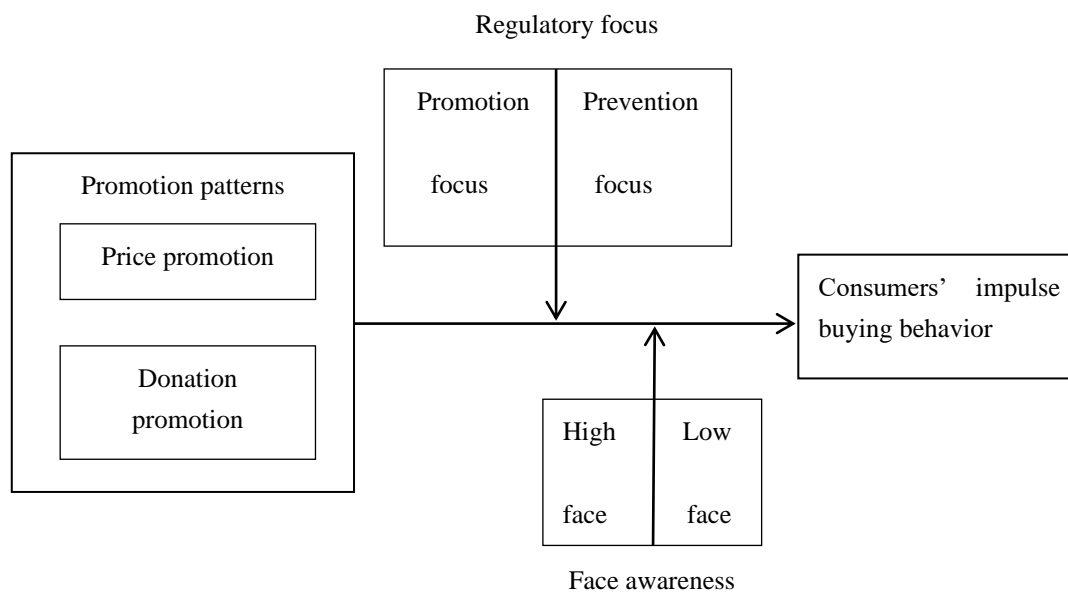 Regulatory focus
Promotion
focus
Prevention
focus
Promotion patterns
Price promotion
Donation
promotion
Consumers’ impulse
buying behavior
High
face
Low
face
Face awareness